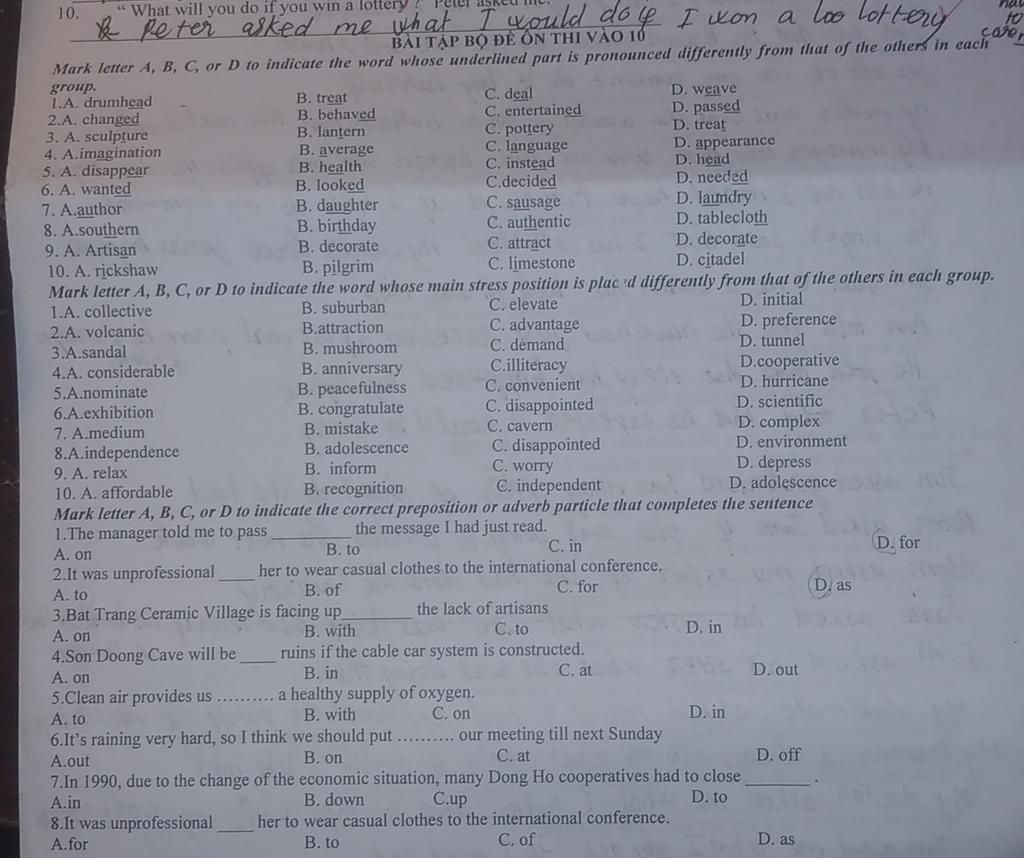 10. " What will you do if you win a lottery ? " Peter asked me.
Peter asked me what I would do if I won a loo lottery
BÀI TẬP BỘ ĐỀ ÔN THI VÀO 10
Mark letter A, B, C, or D to indicate the word whose underlined part is pronounced differently from that of the others in each
group.
1.A. drumhead B. treat C. deal D. weave
2.A. changed B. behaved C. entertained D. passed
3. A. sculpture B. lantern C. pottery D. treat
4. A.imagination B. average C. language D. appearance
5. A. disappear B. health C. instead D. head
6. A. wanted B. looked C.decided D. needed
7. A.author B. daughter C. sausage D. laundry
8. A.southern B. birthday C. authentic D. tablecloth
9. A. Artisan B. decorate C. attract D. decorate
10. A. rickshaw B. pilgrim C. limestone D. citadel
Mark letter A, B, C, or D to indicate the word whose main stress position is placed differently from that of the others in each group.
1.A. collective B. suburban C. elevate D. initial
2.A. volcanic B.attraction C. advantage D. preference
3.A.sandal B. mushroom C. demand D. tunnel
4.A. considerable B. anniversary C.illiteracy D.cooperative
5.A.nominate B. peacefulness C. convenient D. hurricane
6.A.exhibition B. congratulate C. disappointed D. scientific
7. A.medium B. mistake C. cavern D. complex
8.A.independence B. adolescence C. disappointed D. environment
9. A. relax B. inform C. worry D. depress
10. A. affordable B. recognition C. independent D. adolescence
Mark letter A, B, C, or D to indicate the correct preposition or adverb particle that completes the sentence
1.The manager told me to pass ________ the message I had just read.
A. on B. to C. in D. for
2.It was unprofessional ____ her to wear casual clothes to the international conference.
A. to B. of C. for D. as
3.Bat Trang Ceramic Village is facing up_______ the lack of artisans
A. on B. with C. to D. in
4.Son Doong Cave will be ____ ruins if the cable car system is constructed.
A. on B. in C. at D. out
5.Clean air provides us .......... a healthy supply of oxygen.
A. to B. with C. on D. in
6.It's raining very hard, so I think we should put .......... our meeting till next Sunday
A.out B. on C. at D. off
7.In 1990, due to the change of the economic situation, many Dong Ho cooperatives had to close _______ .
A.in B. down C.up D. to
8.It was unprofessional ____ her to wear casual clothes to the international conference.
A.for B. to C. of D. as